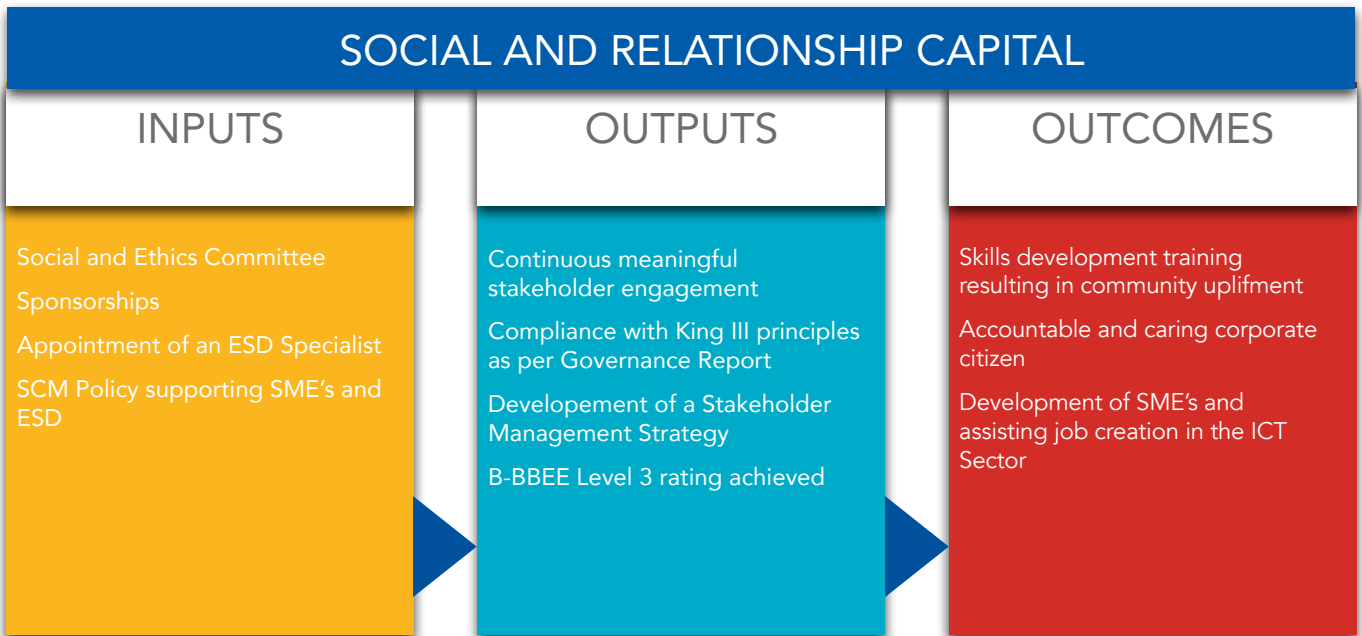 SOCIAL AND RELATIONSHIP CAPITAL
INPUTS
Social and Ethics Committee
Sponsorships
Appointment of an ESD Specialist
SCM Policy supporting SME's and
ESD
OUTPUTS
Continuous meaningful
stakeholder engagement
Compliance with King III principles
as per Governance Report
Developement of a Stakeholder
Management Strategy
B-BBEE Level 3 rating achieved
OUTCOMES
Skills development training
resulting in community uplifment
Accountable and caring corporate
citizen
Development of SME's and
assisting job creation in the ICT
Sector